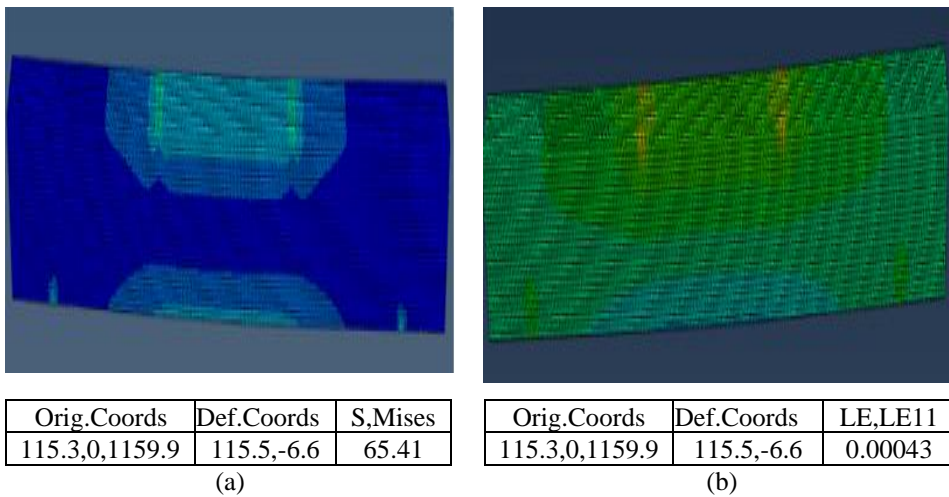 Orig.Coords Def.Coords S,Mises
115.3,0,1159.9 115.5,-6.6 65.41
(a)
Orig.Coords Def.Coords LE,LE11
115.3,0,1159.9 115.5,-6.6 0.00043
(b)